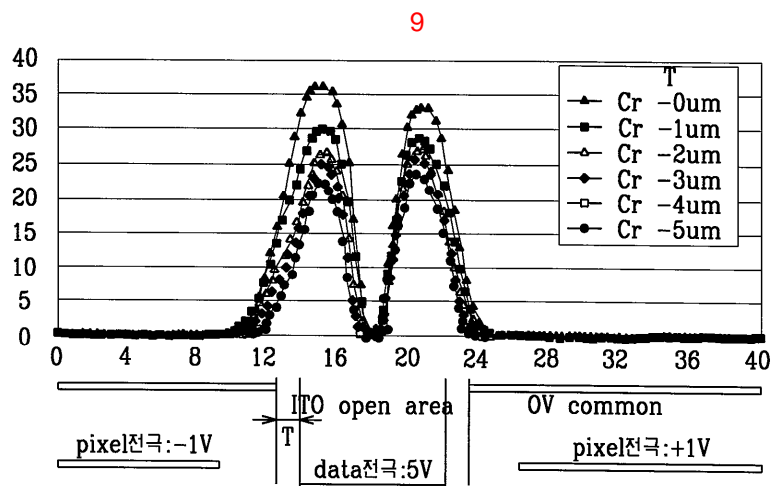 9
40
35
30
25
20
15
10
5
0
0 4 8 12 16 20 24 28 32 36 40
T
Cr -0um
Cr -1um
Cr -2um
Cr -3um
Cr -4um
Cr -5um
ITO open area
0V common
T
pixel전극:-1V
pixel전극:+1V
data전극:5V